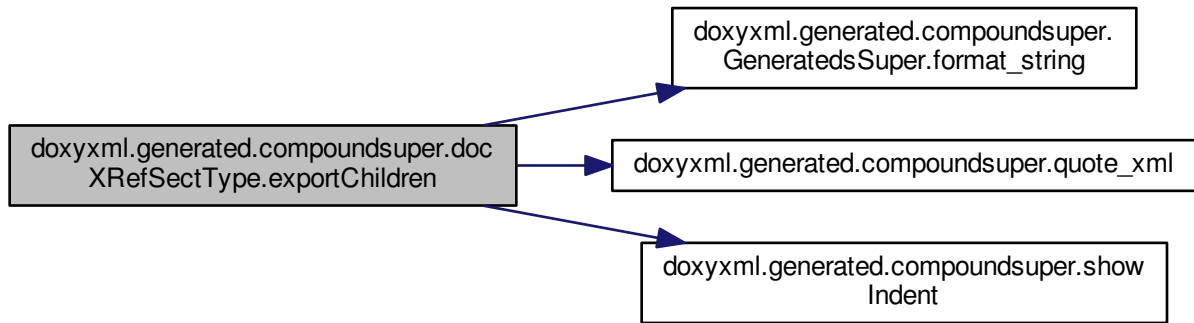 doxyxml.generated.compoundsuper.doc
XRefSectType.exportChildren
doxyxml.generated.compoundsuper.
GeneratedsSuper.format_string
doxyxml.generated.compoundsuper.quote_xml
doxyxml.generated.compoundsuper.show
Indent